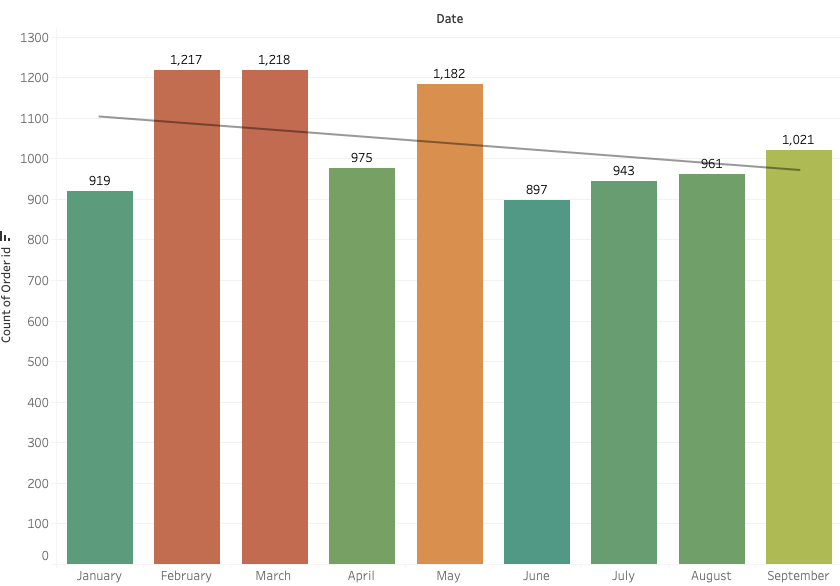 Date
1300
1200
1100
1000
900
800
700
600
500
400
300
200
100
0
Count of Order id
919
1,217
1,218
975
1,182
897
943
961
1,021
January
February
March
April
May
June
July
August
September